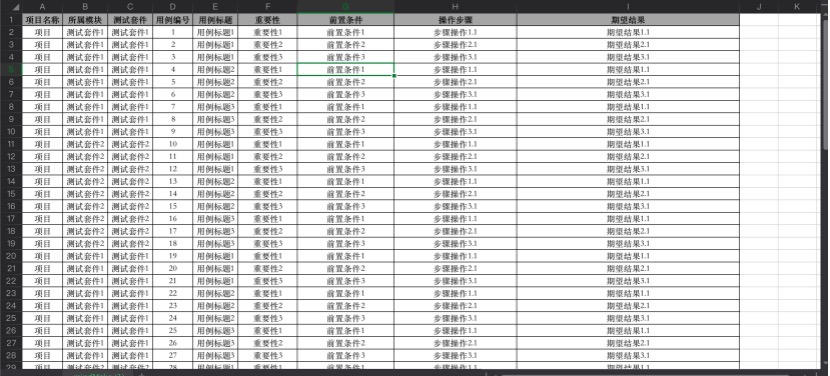 A B C D E F G H I J K
1 项目名称 所属模块 测试套件 用例编号 用例标题 重要性 前置条件 操作步骤 期望结果
2 项目 测试套件1 测试套件1 1 用例标题1 重要性1 前置条件1 步骤操作1.1 期望结果1.1
3 项目 测试套件1 测试套件1 2 用例标题1 重要性2 前置条件2 步骤操作2.1 期望结果2.1
4 项目 测试套件1 测试套件1 3 用例标题1 重要性3 前置条件3 步骤操作3.1 期望结果3.1
5 项目 测试套件1 测试套件1 4 用例标题2 重要性1 前置条件1 步骤操作1.1 期望结果1.1
6 项目 测试套件1 测试套件1 5 用例标题2 重要性2 前置条件2 步骤操作2.1 期望结果2.1
7 项目 测试套件1 测试套件1 6 用例标题2 重要性3 前置条件3 步骤操作3.1 期望结果3.1
8 项目 测试套件1 测试套件1 7 用例标题3 重要性1 前置条件1 步骤操作1.1 期望结果1.1
9 项目 测试套件1 测试套件1 8 用例标题3 重要性2 前置条件2 步骤操作2.1 期望结果2.1
10 项目 测试套件1 测试套件1 9 用例标题3 重要性3 前置条件3 步骤操作3.1 期望结果3.1
11 项目 测试套件2 测试套件2 10 用例标题1 重要性1 前置条件1 步骤操作1.1 期望结果1.1
12 项目 测试套件2 测试套件2 11 用例标题1 重要性2 前置条件2 步骤操作2.1 期望结果2.1
13 项目 测试套件2 测试套件2 12 用例标题1 重要性3 前置条件3 步骤操作3.1 期望结果3.1
14 项目 测试套件2 测试套件2 13 用例标题2 重要性1 前置条件1 步骤操作1.1 期望结果1.1
15 项目 测试套件2 测试套件2 14 用例标题2 重要性2 前置条件2 步骤操作2.1 期望结果2.1
16 项目 测试套件2 测试套件2 15 用例标题2 重要性3 前置条件3 步骤操作3.1 期望结果3.1
17 项目 测试套件2 测试套件2 16 用例标题3 重要性1 前置条件1 步骤操作1.1 期望结果1.1
18 项目 测试套件2 测试套件2 17 用例标题3 重要性2 前置条件2 步骤操作2.1 期望结果2.1
19 项目 测试套件2 测试套件2 18 用例标题3 重要性3 前置条件3 步骤操作3.1 期望结果3.1
20 项目 测试套件1 测试套件1 19 用例标题1 重要性1 前置条件1 步骤操作1.1 期望结果1.1
21 项目 测试套件1 测试套件1 20 用例标题1 重要性2 前置条件2 步骤操作2.1 期望结果2.1
22 项目 测试套件1 测试套件1 21 用例标题1 重要性3 前置条件3 步骤操作3.1 期望结果3.1
23 项目 测试套件1 测试套件1 22 用例标题2 重要性1 前置条件1 步骤操作1.1 期望结果1.1
24 项目 测试套件1 测试套件1 23 用例标题2 重要性2 前置条件2 步骤操作2.1 期望结果2.1
25 项目 测试套件1 测试套件1 24 用例标题2 重要性3 前置条件3 步骤操作3.1 期望结果3.1
26 项目 测试套件1 测试套件1 25 用例标题3 重要性1 前置条件1 步骤操作1.1 期望结果1.1
27 项目 测试套件1 测试套件1 26 用例标题3 重要性2 前置条件2 步骤操作2.1 期望结果2.1
28 项目 测试套件1 测试套件1 27 用例标题3 重要性3 前置条件3 步骤操作3.1 期望结果3.1
29 项目 测试套件2 测试套件2 28 用例标题1 重要性1 前置条件1 步骤操作1.1 期望结果1.1